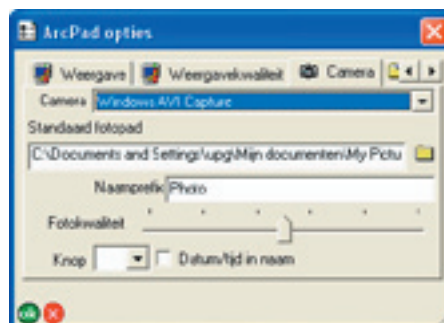 ArcPad opties
Weergave Weergavekwaliteit Camera
Camera Windows AVI Capture
Standaard fotopad
C:\Documents and Settings\upg\Mijn documenten\My Pictu
Naamprefix Photo
Fotokwaliteit
Knop Datum/tijd in naam
ok